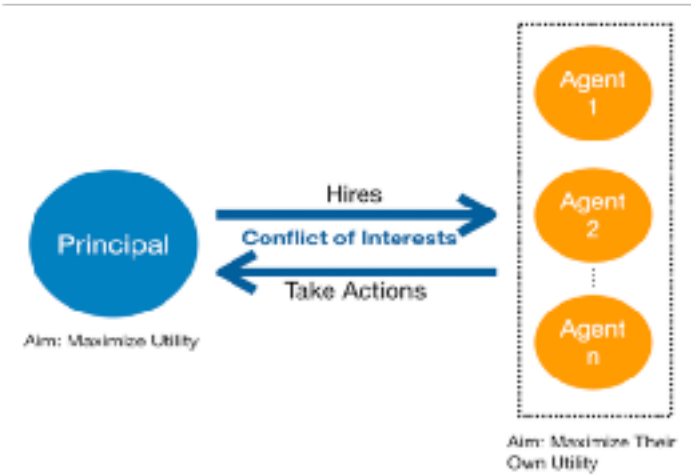 Principal
Aim: Maximize Utility
Hires
Conflict of Interests
Take Actions
Agent
1
Agent
2
Agent
n
Aim: Maximize Their
Own Utility